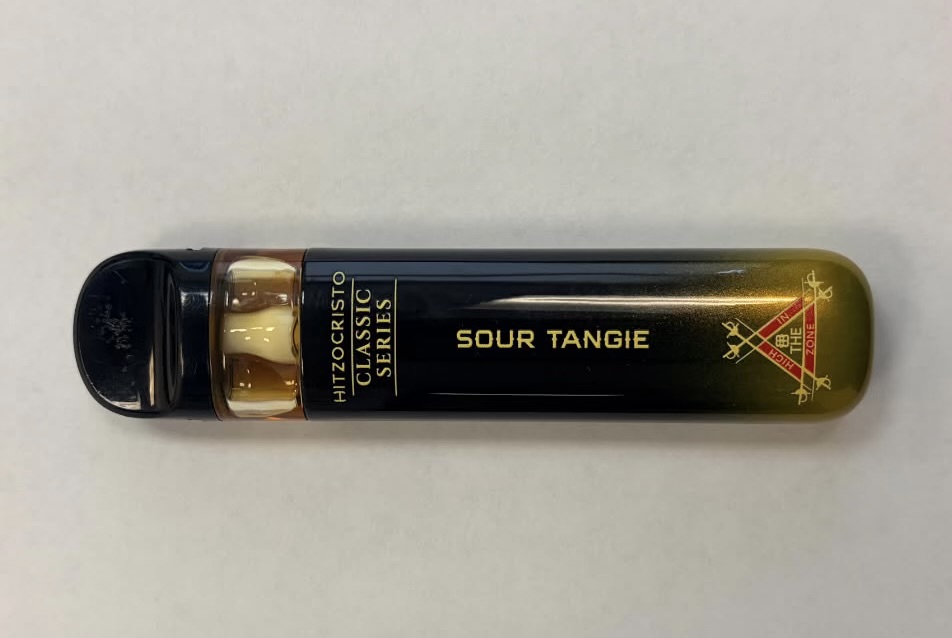 HITZOCRISTO
CLASSIC
SERIES
SOUR TANGIE
HIGH
IN
THE
ZONE